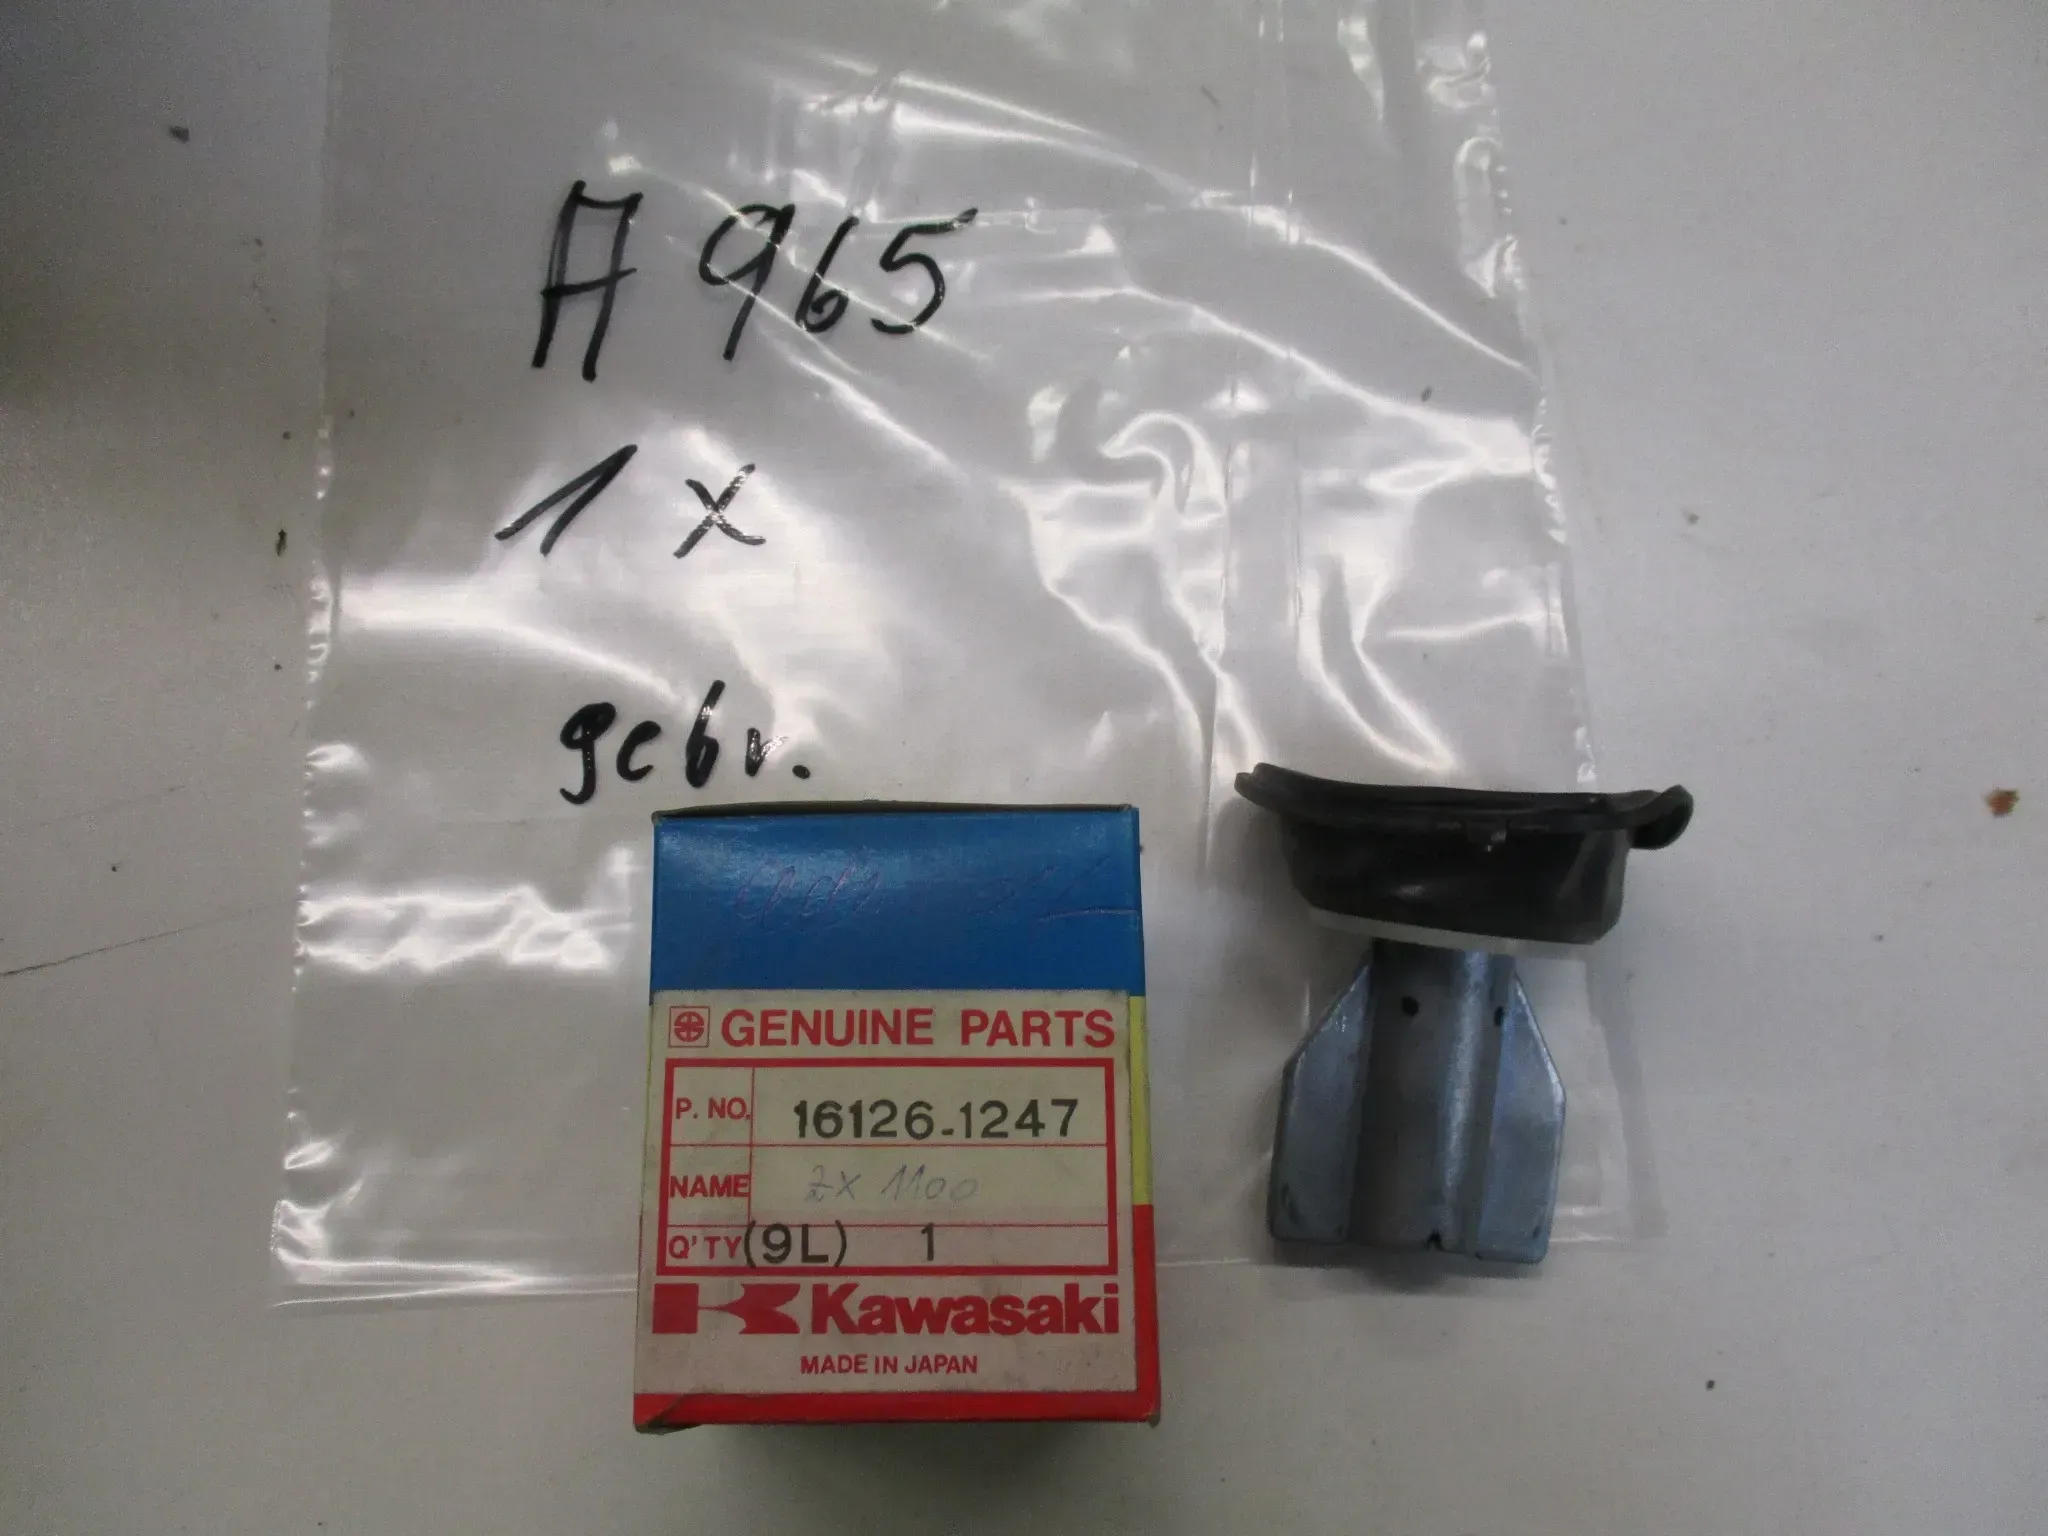 A 965
1 x
gebr.
GENUINE PARTS
P. NO. 16126-1247
NAME ZX 1100
Q'TY (9L) 1
Kawasaki
MADE IN JAPAN